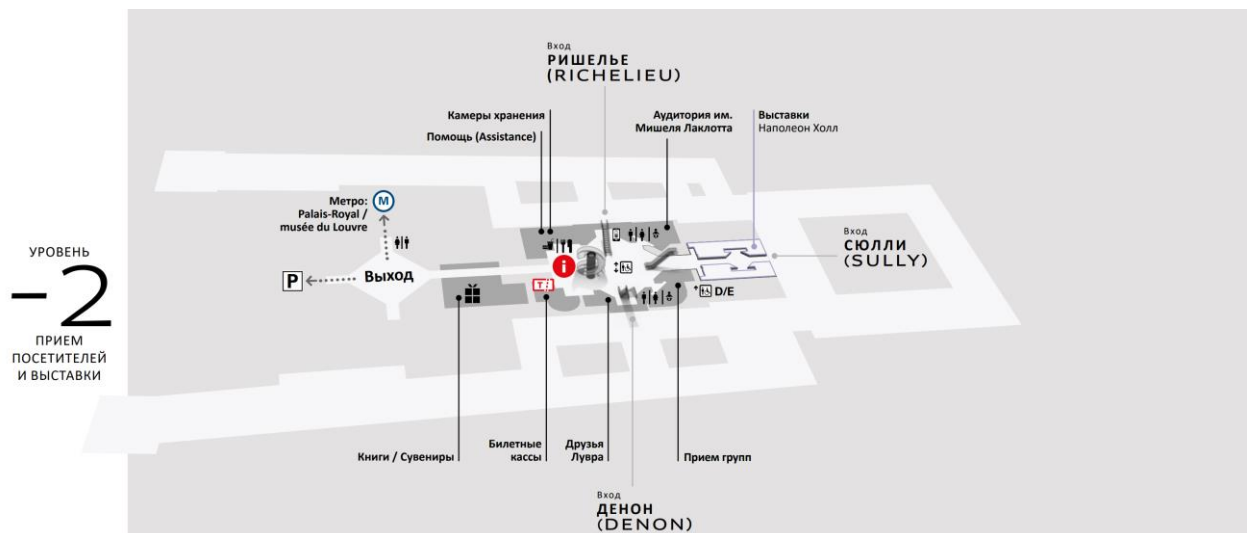 Вход
РИШЕЛЬЕ
(RICHELIEU)
Камеры хранения
Помощь (Assistance)
Аудитория им.
Мишеля Лаклотта
Выставки
Наполеон Холл
Метро:
Palais-Royal /
musée du Louvre
M
Вход
СЮЛЛИ
(SULLY)
УРОВЕНЬ
-2
ПРИЕМ
ПОСЕТИТЕЛЕЙ
И ВЫСТАВКИ
P
Выход
i
T
D/E
Книги / Сувениры
Билетные
кассы
Друзья
Лувра
Прием групп
Вход
ДЕНОН
(DENON)